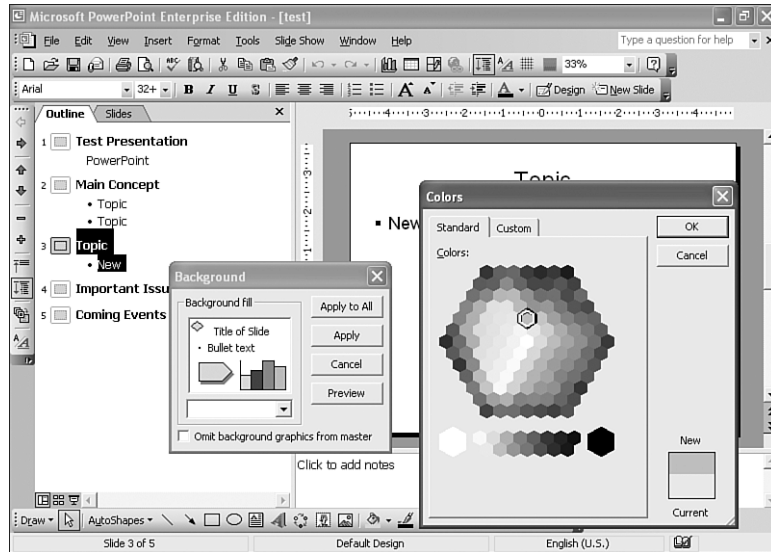 Microsoft PowerPoint Enterprise Edition - [test]
File Edit View Insert Format Tools Slide Show Window Help Type a question for help
33%
Arial 32+ B I U S Design New Slide
Outline Slides
1 Test Presentation
PowerPoint
2 Main Concept
• Topic
• Topic
3 Topic
• New
4 Important Issu
5 Coming Events
Topic
▪ New
Background
Background fill
Title of Slide
• Bullet text
Apply to All
Apply
Cancel
Preview
Omit background graphics from master
Colors
Standard Custom
Colors:
OK
Cancel
New
Current
Click to add notes
Draw AutoShapes
Slide 3 of 5 Default Design English (U.S.)